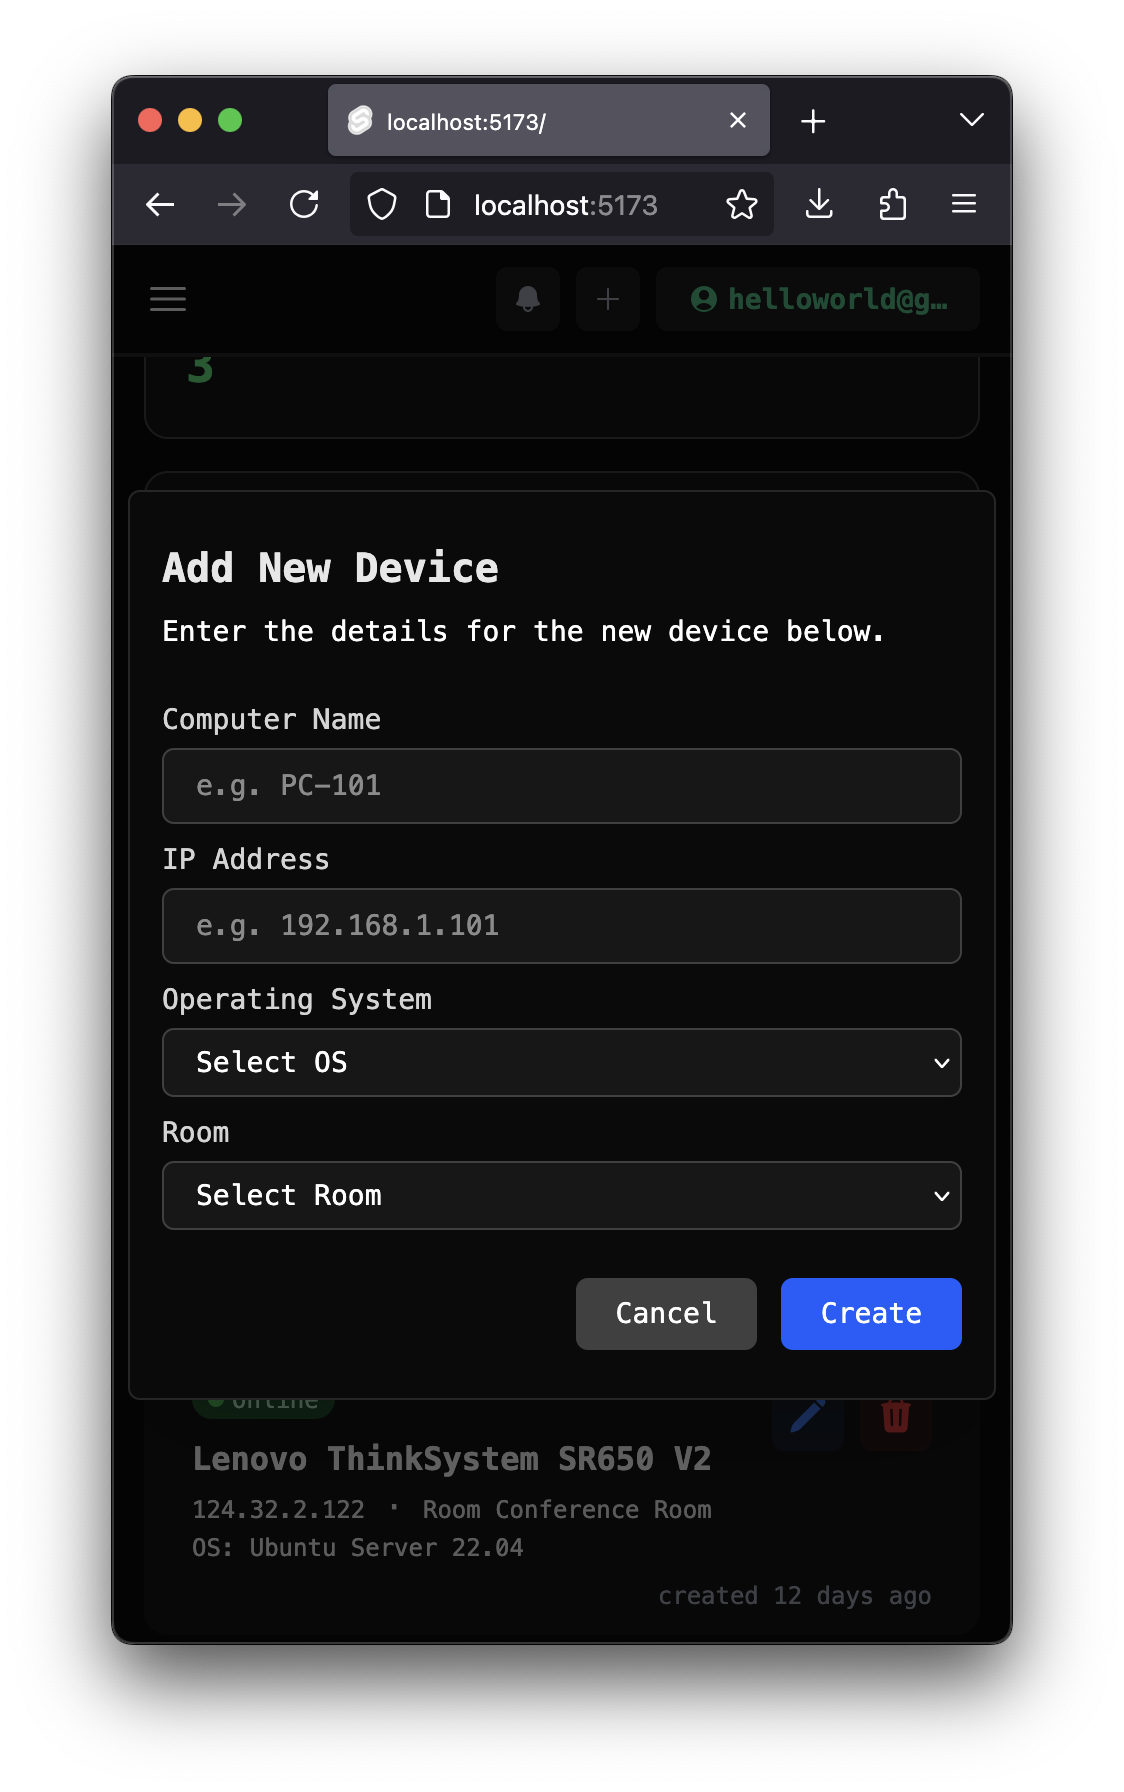 localhost:5173/
localhost:5173
helloworld@g…
3
Add New Device
Enter the details for the new device below.
Computer Name
e.g. PC-101
IP Address
e.g. 192.168.1.101
Operating System
Select OS
Room
Select Room
Cancel
Create
Online
Lenovo ThinkSystem SR650 V2
124.32.2.122 · Room Conference Room
OS: Ubuntu Server 22.04
created 12 days ago